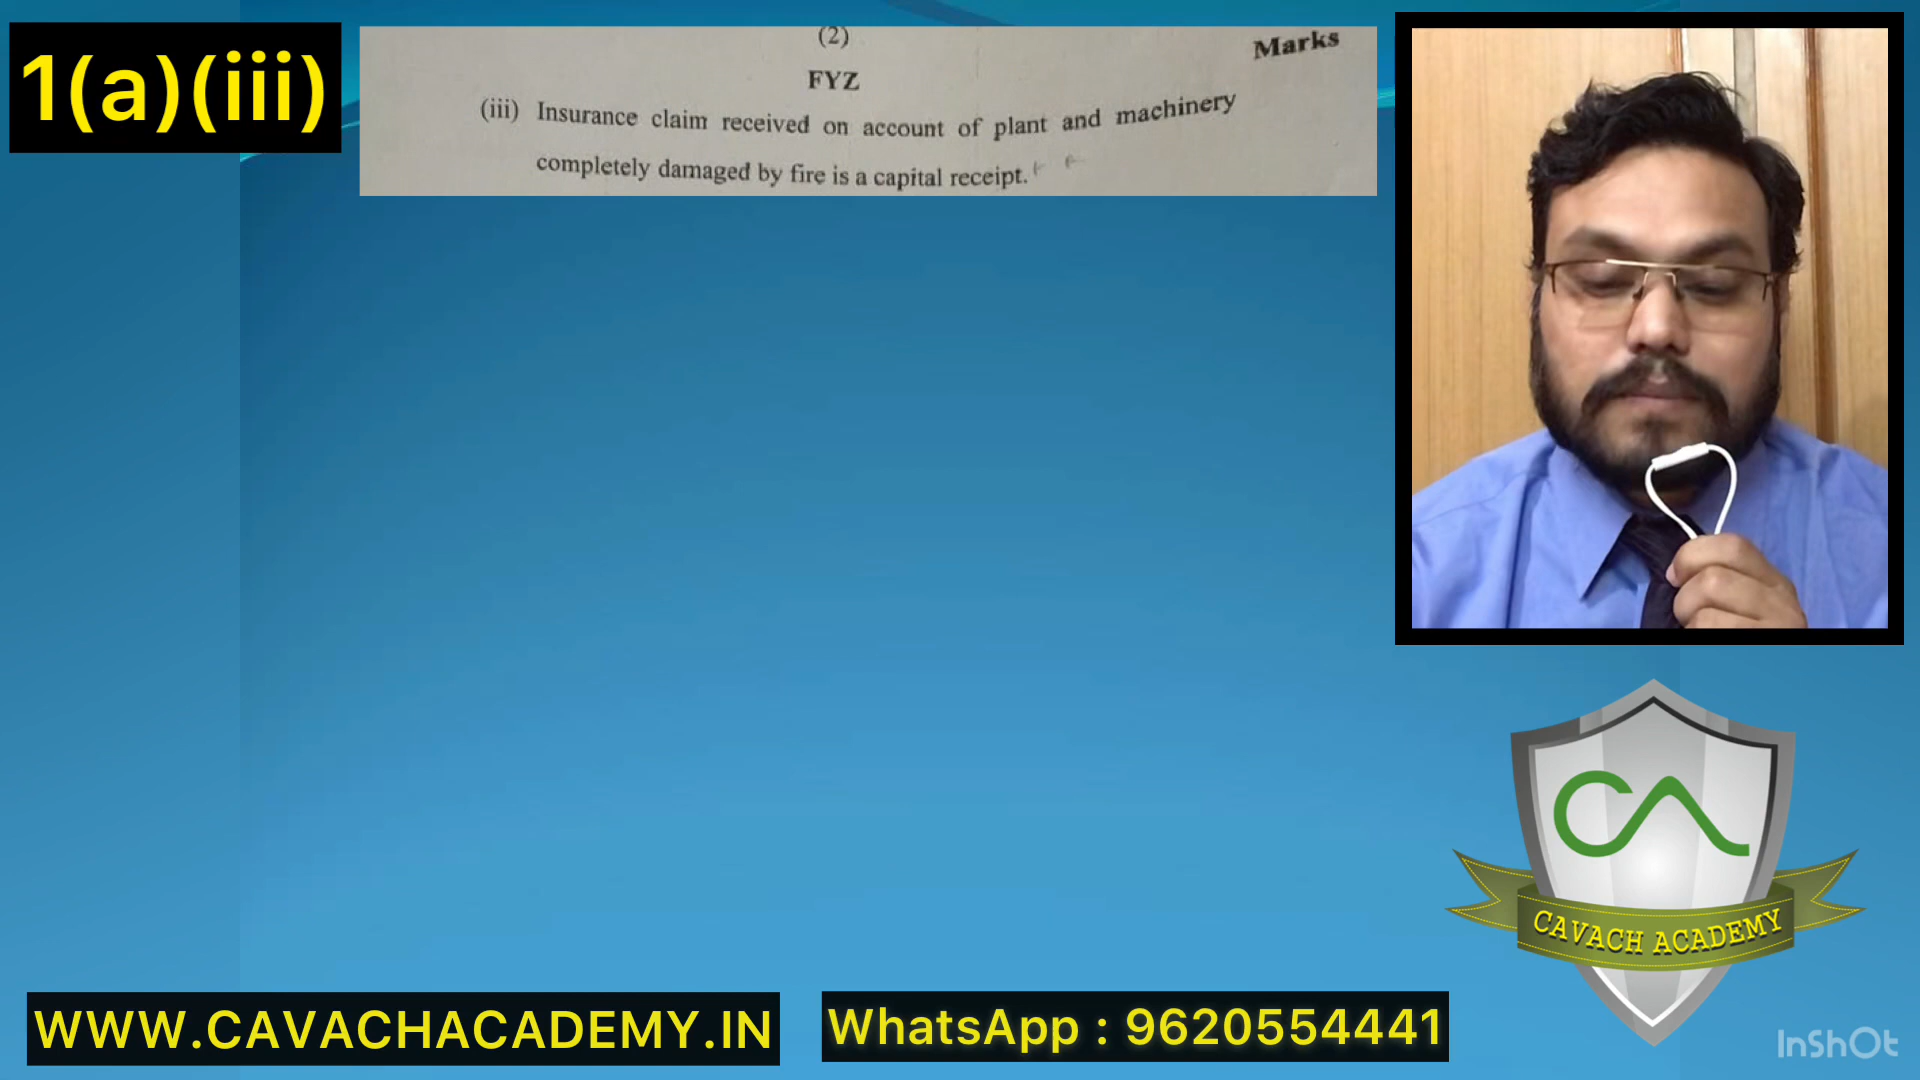 1(a)(iii)
(2)
Marks
FYZ
(iii) Insurance claim received on account of plant and machinery
completely damaged by fire is a capital receipt.
CA
CAVACH ACADEMY
WWW.CAVACHACADEMY.IN
WhatsApp : 9620554441
InShOt